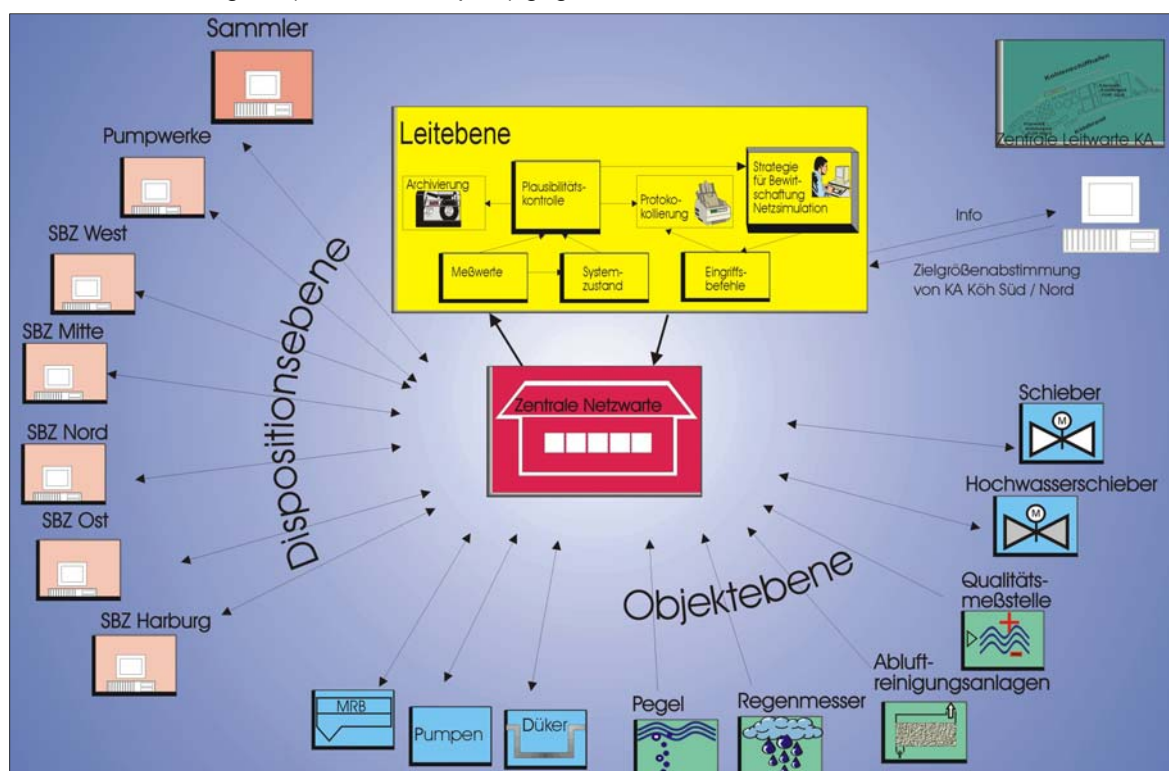 Sammler
Pumpwerke
SBZ West
SBZ Mitte
SBZ Nord
SBZ Ost
SBZ Harburg
Dispositionsebene
Leitebene
Archivierung
Plausibilitäts-
kontrolle
Protoko-
kollierung
Strategie
für Bewirt-
schaftung
Netzsimulation
Meßwerte
System-
zustand
Eingriffs-
befehle
Zentrale Netzwarte
Zentrale Leitwarte KA
Info
Zielgrößenabstimmung
von KA Köh Süd / Nord
Schieber
M
Hochwasserschieber
M
Qualitäts-
meßstelle
Abluft-
reinigungsanlagen
Objektebene
MRB
Pumpen
Düker
Pegel
Regenmesser